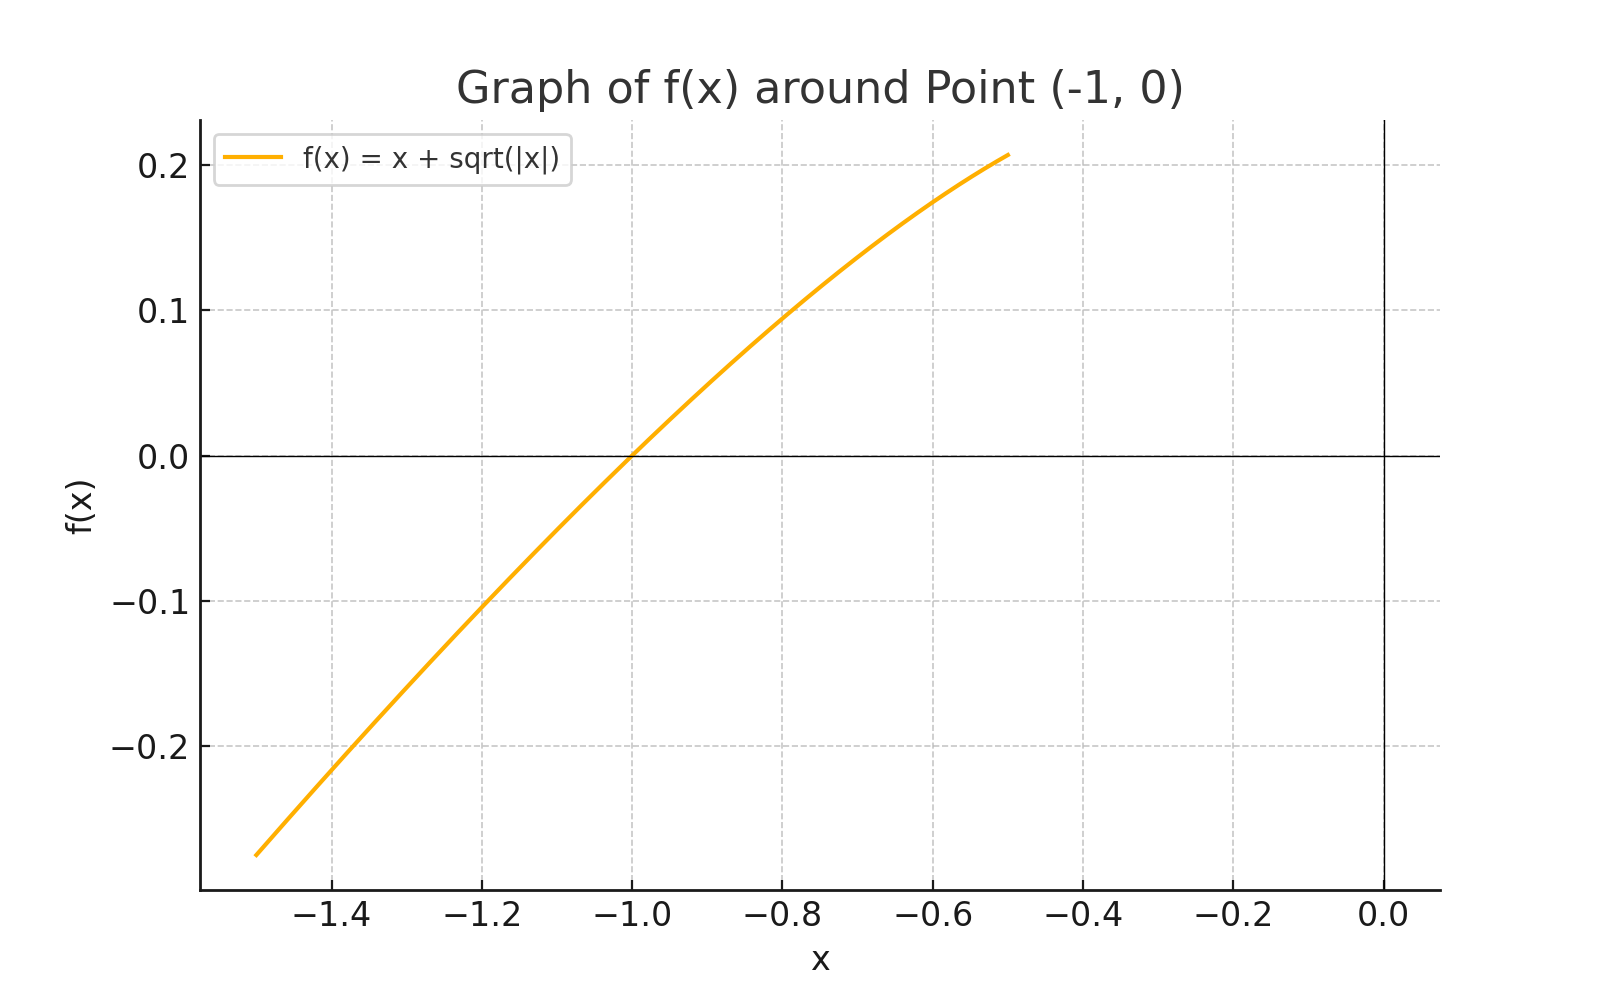 Graph of f(x) around Point (-1, 0)
f(x) = x + sqrt(|x|)
0.2
0.1
0.0
−0.1
−0.2
f(x)
−1.4 −1.2 −1.0 −0.8 −0.6 −0.4 −0.2 0.0
x